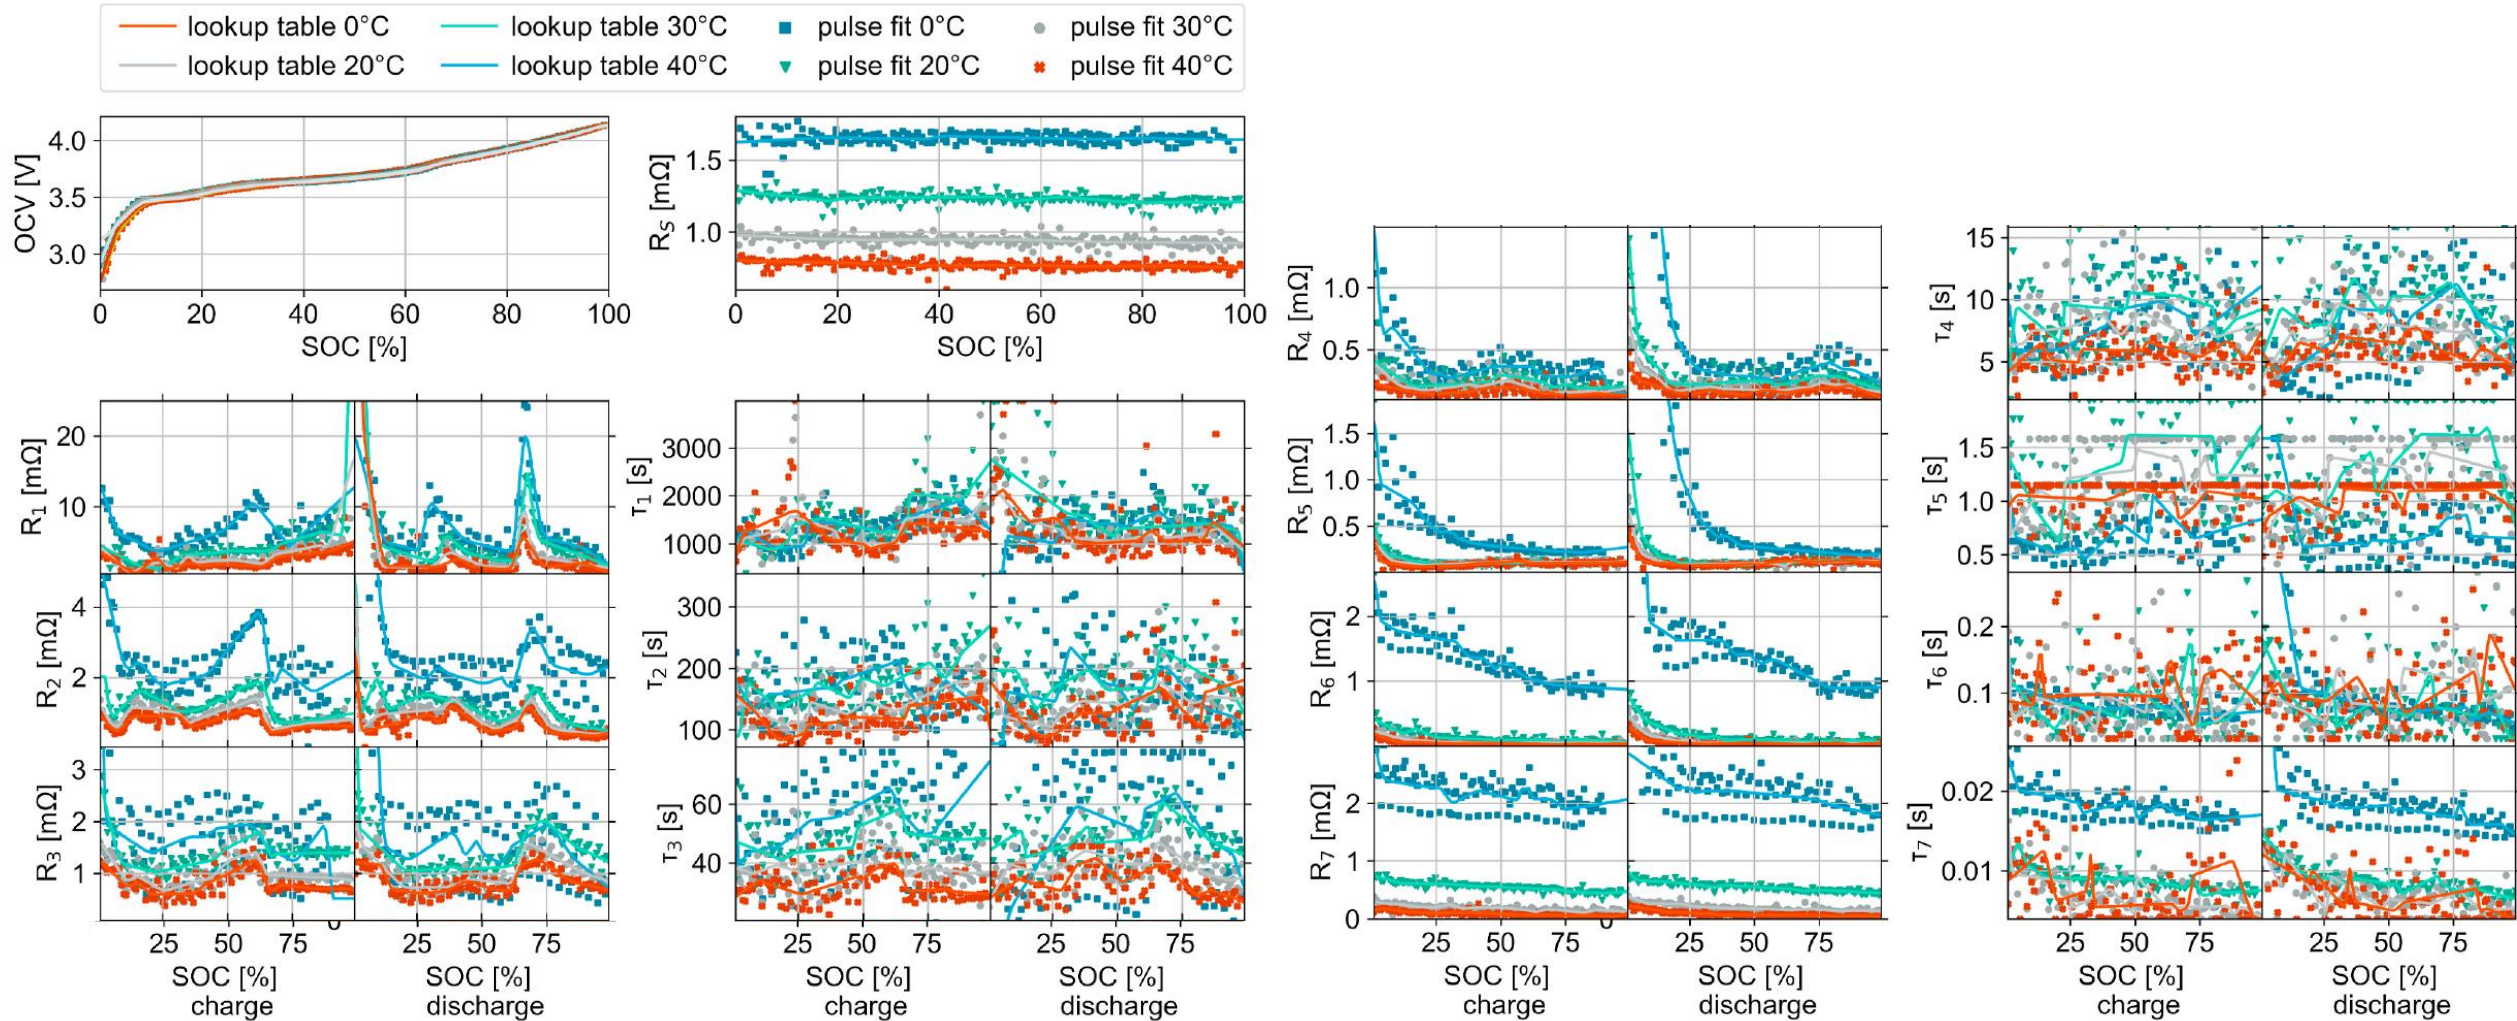 lookup table 0°C lookup table 30°C pulse fit 0°C pulse fit 30°C
lookup table 20°C lookup table 40°C pulse fit 20°C pulse fit 40°C
OCV [V]
4.0
3.5
3.0
0 20 40 60 80 100
SOC [%]
R_S [mΩ]
1.5
1.0
0 20 40 60 80 100
SOC [%]
R₁ [mΩ]
20
10
R₂ [mΩ]
4
2
R₃ [mΩ]
3
2
1
0
25 50 75 25 50 75
SOC [%] SOC [%]
charge discharge
τ₁ [s]
3000
2000
1000
τ₂ [s]
300
200
100
τ₃ [s]
60
40
25 50 75 25 50 75
SOC [%] SOC [%]
charge discharge
R₄ [mΩ]
1.0
0.5
R₅ [mΩ]
1.5
1.0
0.5
R₆ [mΩ]
2
1
R₇ [mΩ]
2
1
0
0
25 50 75 25 50 75
SOC [%] SOC [%]
charge discharge
τ₄ [s]
15
10
5
τ₅ [s]
1.5
1.0
0.5
τ₆ [s]
0.2
0.1
τ₇ [s]
0.02
0.01
25 50 75 25 50 75
SOC [%] SOC [%]
charge discharge